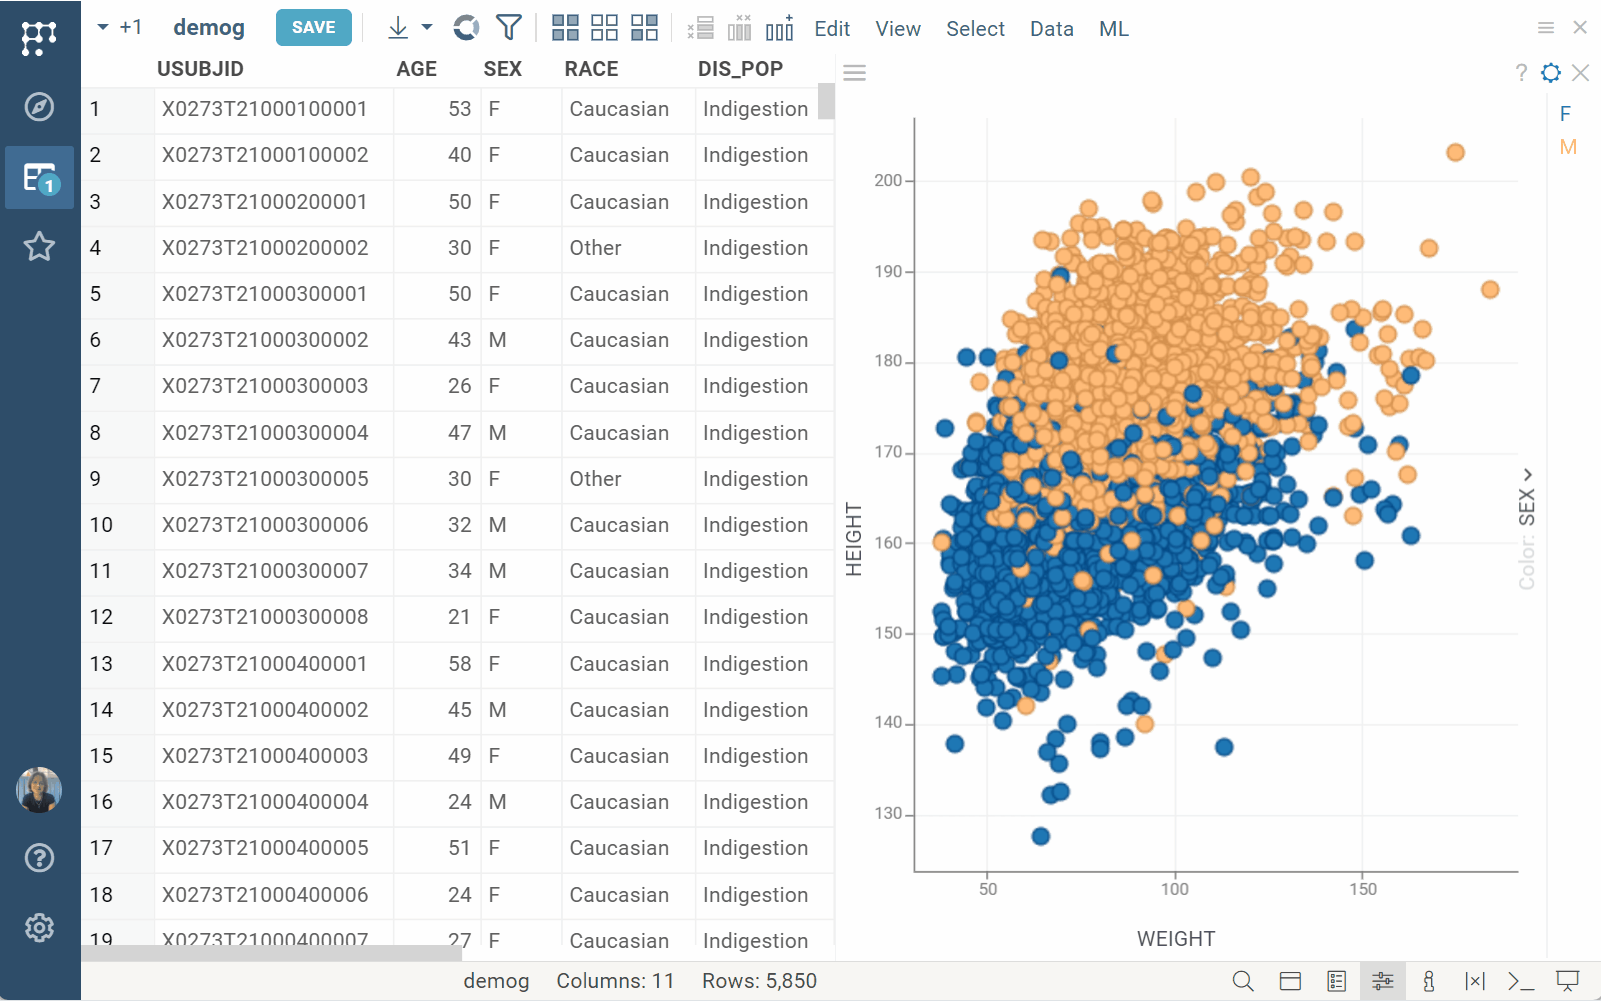 +1 demog SAVE Edit View Select Data ML
USUBJID AGE SEX RACE DIS_POP
1 X0273T21000100001 53 F Caucasian Indigestion
2 X0273T21000100002 40 F Caucasian Indigestion
3 X0273T21000200001 50 F Caucasian Indigestion
4 X0273T21000200002 30 F Other Indigestion
5 X0273T21000300001 50 F Caucasian Indigestion
6 X0273T21000300002 43 M Caucasian Indigestion
7 X0273T21000300003 26 F Caucasian Indigestion
8 X0273T21000300004 47 M Caucasian Indigestion
9 X0273T21000300005 30 F Other Indigestion
10 X0273T21000300006 32 M Caucasian Indigestion
11 X0273T21000300007 34 M Caucasian Indigestion
12 X0273T21000300008 21 F Caucasian Indigestion
13 X0273T21000400001 58 F Caucasian Indigestion
14 X0273T21000400002 45 M Caucasian Indigestion
15 X0273T21000400003 49 F Caucasian Indigestion
16 X0273T21000400004 24 M Caucasian Indigestion
17 X0273T21000400005 51 F Caucasian Indigestion
18 X0273T21000400006 24 F Caucasian Indigestion
19 X0273T21000400007 27 F Caucasian Indigestion
1
?
F
M
200
190
180
170
160
150
140
130
HEIGHT
50 100 150
WEIGHT
Color: SEX
demog Columns: 11 Rows: 5,850